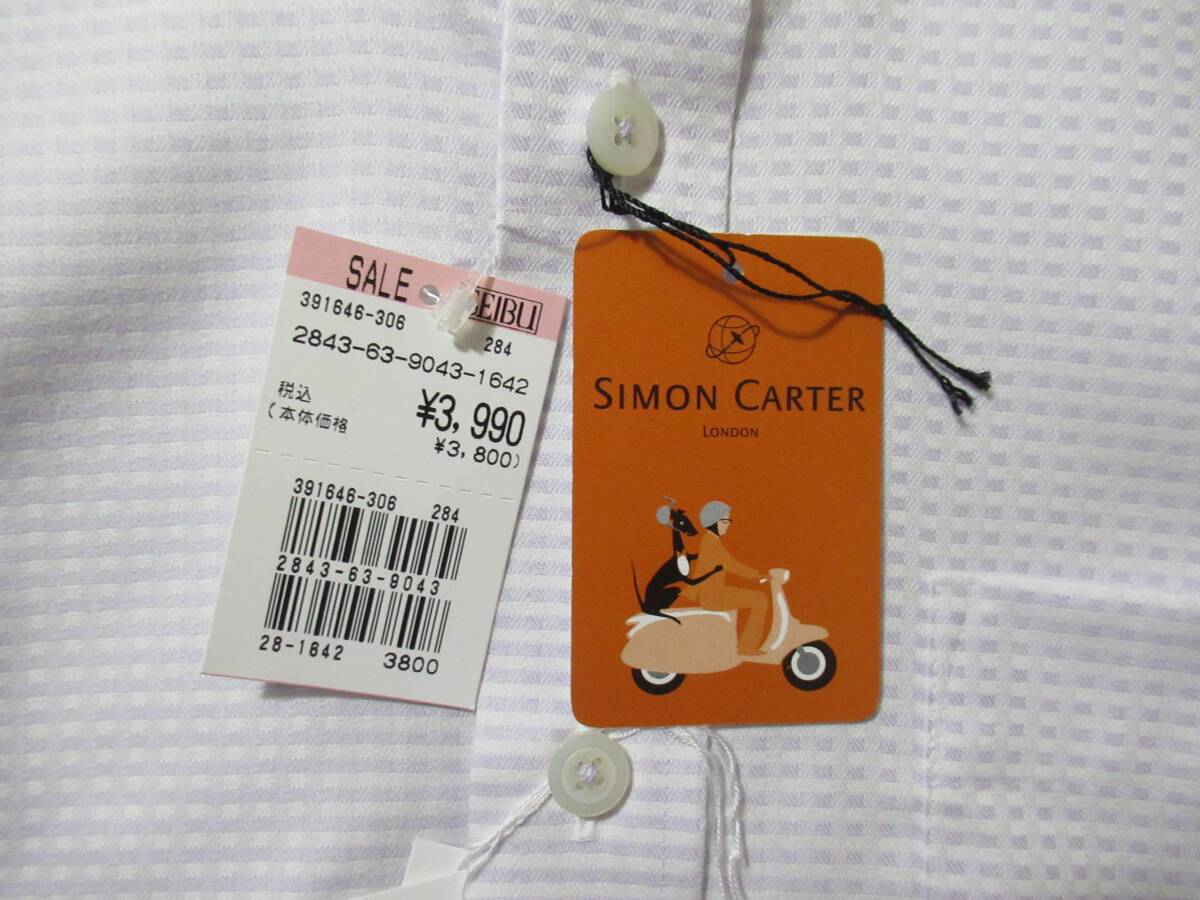 SALE SEIBU
391646-306
284
2843-63-9043-1642
税込 ¥3,990
(本体価格 ¥3,800)
391646-306 284
2843-63-9043
28-1642 3800
SIMON CARTER
LONDON